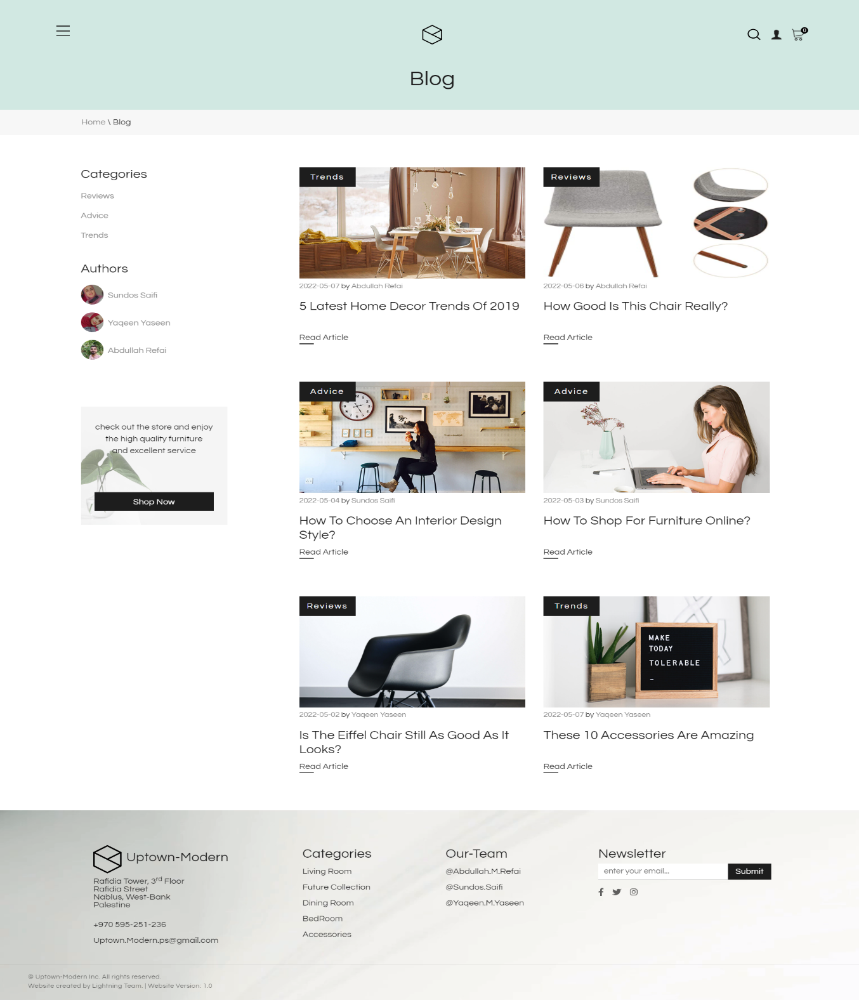 0
Blog
Home \ Blog
Categories
Reviews
Advice
Trends
Authors
Sundos Saifi
Yaqeen Yaseen
Abdullah Refai
check out the store and enjoy
the high quality furniture
and excellent service
Shop Now
Trends
2022-05-07 by Abdullah Refai
5 Latest Home Decor Trends Of 2019
Read Article
Reviews
2022-05-06 by Abdullah Refai
How Good Is This Chair Really?
Read Article
Advice
2022-05-04 by Sundos Saifi
How To Choose An Interior Design
Style?
Read Article
Advice
2022-05-03 by Sundos Saifi
How To Shop For Furniture Online?
Read Article
Reviews
2022-05-02 by Yaqeen Yaseen
Is The Eiffel Chair Still As Good As It
Looks?
Read Article
Trends
MAKE
TODAY
TOLERABLE
_
2022-05-07 by Yaqeen Yaseen
These 10 Accessories Are Amazing
Read Article
Uptown-Modern
Rafidia Tower, 3rd Floor
Rafidia Street
Nablus, West-Bank
Palestine
+970 595-251-236
Uptown.Modern.ps@gmail.com
Categories
Living Room
Future Collection
Dining Room
BedRoom
Accessories
Our-Team
@Abdullah.M.Refai
@Sundos.Saifi
@Yaqeen.M.Yaseen
Newsletter
enter your email...
Submit
© Uptown-Modern Inc. All rights reserved.
Website created by Lightning Team. | Website Version: 1.0